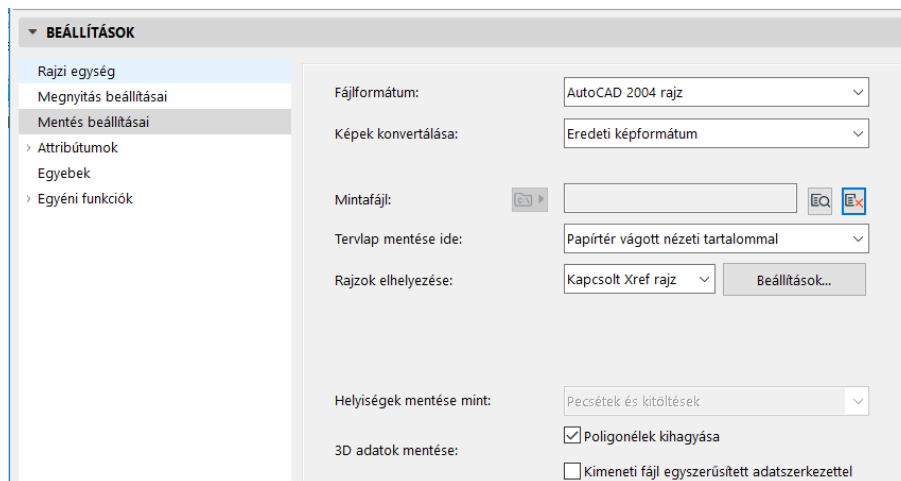 BEÁLLÍTÁSOK
Rajzi egység
Megnyitás beállításai
Mentés beállításai
Attribútumok
Egyebek
Egyéni funkciók
Fájlformátum: AutoCAD 2004 rajz
Képek konvertálása: Eredeti képformátum
Mintafájl:
Tervlap mentése ide: Papírtér vágott nézeti tartalommal
Rajzok elhelyezése: Kapcsolt Xref rajz Beállítások...
Helyiségek mentése mint: Pecsétek és kitöltések
3D adatok mentése: Poligonélek kihagyása
Kimeneti fájl egyszerűsített adatszerkezettel